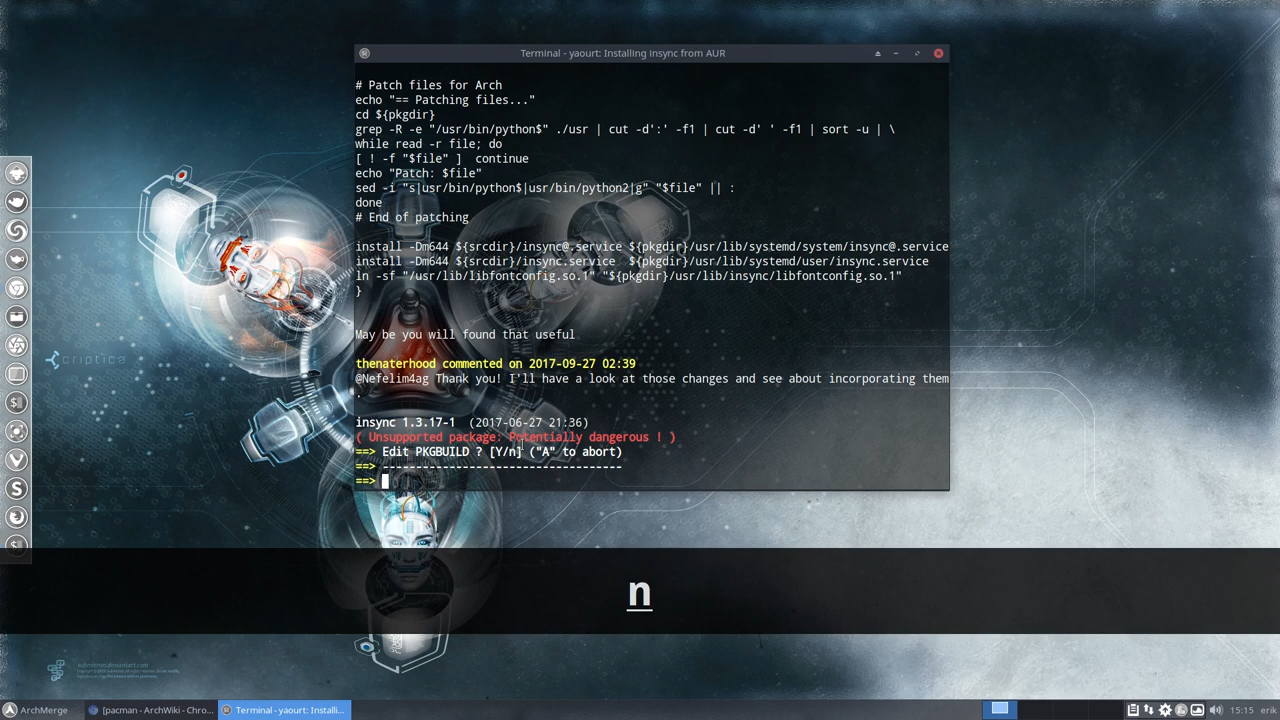 Terminal - yaourt: Installing insync from AUR
# Patch files for Arch
echo "== Patching files..."
cd ${pkgdir}
grep -R -e "/usr/bin/python$" ./usr | cut -d':' -f1 | cut -d' ' -f1 | sort -u | \
while read -r file; do
[ ! -f "$file" ]  continue
echo "Patch: $file"
sed -i "s|usr/bin/python$|usr/bin/python2|g" "$file" || :
done
# End of patching
install -Dm644 ${srcdir}/insync@.service ${pkgdir}/usr/lib/systemd/system/insync@.service
install -Dm644 ${srcdir}/insync.service  ${pkgdir}/usr/lib/systemd/user/insync.service
ln -sf "/usr/lib/libfontconfig.so.1" "${pkgdir}/usr/lib/insync/libfontconfig.so.1"
}
May be you will found that useful
thenaterhood commented on 2017-09-27 02:39
@Nefelim4ag Thank you! I'll have a look at those changes and see about incorporating them
.
insync 1.3.17-1  (2017-06-27 21:36)
( Unsupported package: Potentially dangerous ! )
==> Edit PKGBUILD ? [Y/n] ("A" to abort)
==> ------------------------------------
==>
criptica
n
ArchMerge
[pacman - ArchWiki - Chro...
Terminal - yaourt: Installi...
15:15
erik